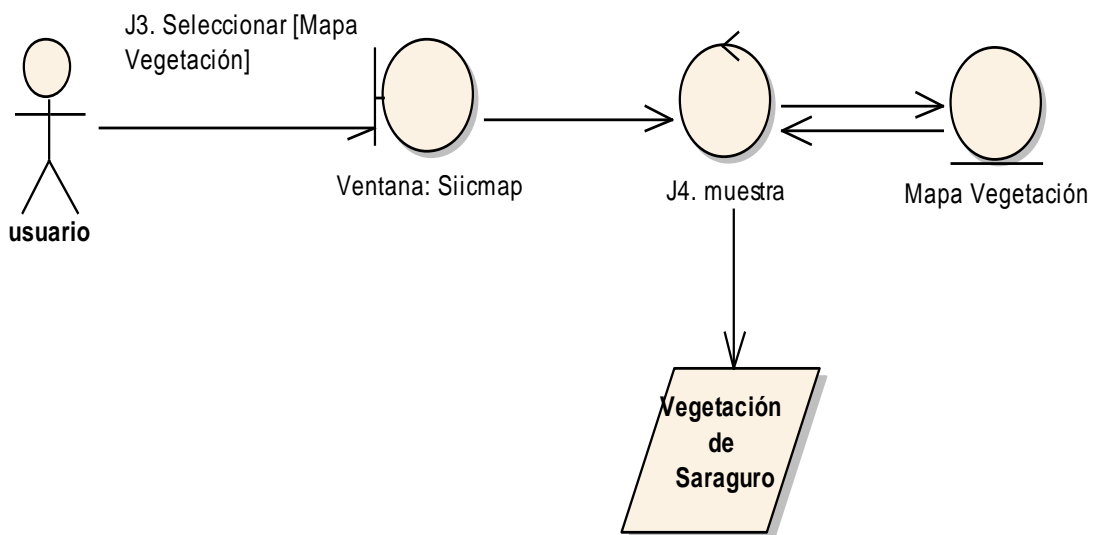 J3. Seleccionar [Mapa
Vegetación]
Ventana: Siicmap
J4. muestra
Mapa Vegetación
usuario
Vegetación
de
Saraguro